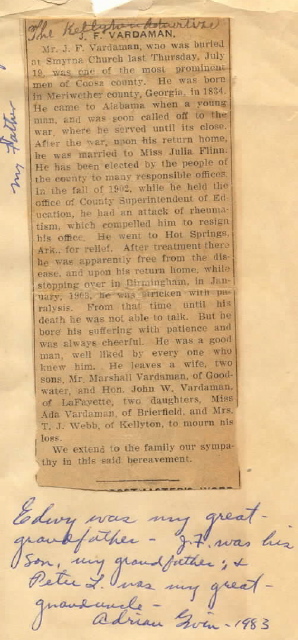 The Kellyton
J. F. VARDAMAN.
Mr. J. F. Vardaman, who was buried
at Smyrna Church last Thursday, July
19, was one of the most prominent
men of Coosa county. He was born
in Meriwether county, Georgia, in 1834.
He came to Alabama when a young
man, and was soon called off to the
war, where he served until its close.
After the war, upon his return home,
he was married to Miss Julia Flinn.
He has been elected by the people of
the county to many responsible offices.
In the fall of 1902, while he held the
office of County Superintendent of Ed-
ucation, he had an attack of rheuma-
tism, which compelled him to resign
his office. He went to Hot Springs,
Ark., for relief. After treatment there
he was apparently free from the dis-
ease, and upon his return home, while
stopping over in Birmingham, in Jan-
uary, 1903, he was stricken with pa-
ralysis. From that time until his
death he was not able to talk. But he
bore his suffering with patience and
was always cheerful. He was a good
man, well liked by every one who
knew him. He leaves a wife, two
sons, Mr. Marshall Vardaman, of Good-
water, and Hon. John W. Vardaman,
of LaFayette, two daughters, Miss
Ada Vardaman, of Brierfield, and Mrs.
T. J. Webb, of Kellyton, to mourn his
loss.
We extend to the family our sympa-
thy in this said bereavement.
my Father
Edwy was my great-
grandfather - J.F. was his
son, my grandfather, &
Peter L. was my great-
granduncle -
Adrian - 1983